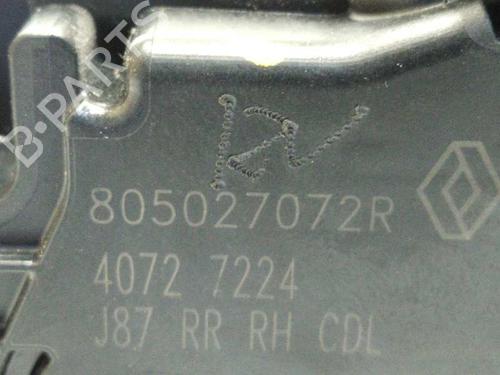 B-PARTS
12V
805027072R
4072 7224
J87 RR RH CDL